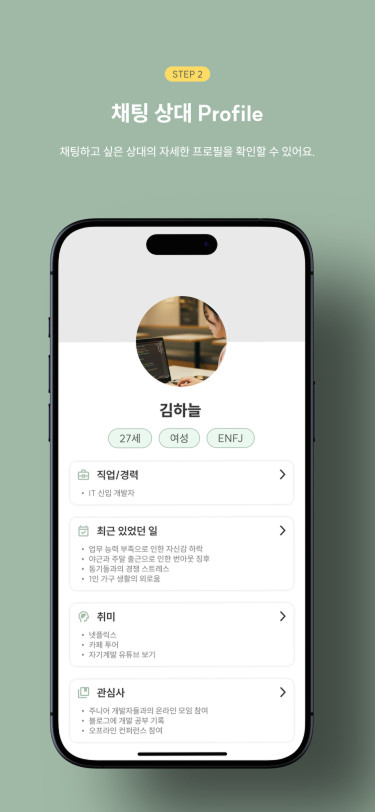 STEP 2
채팅 상대 Profile
채팅하고 싶은 상대의 자세한 프로필을 확인할 수 있어요.
김하늘
27세 여성 ENFJ
직업/경력
• IT 신입 개발자
최근 있었던 일
• 업무 능력 부족으로 인한 자신감 하락
• 야근과 주말 출근으로 인한 번아웃 징후
• 동기들과의 경쟁 스트레스
• 1인 가구 생활의 외로움
취미
• 넷플릭스
• 카페 투어
• 자기계발 유튜브 보기
관심사
• 주니어 개발자들과의 온라인 모임 참여
• 블로그에 개발 공부 기록
• 오프라인 컨퍼런스 참여